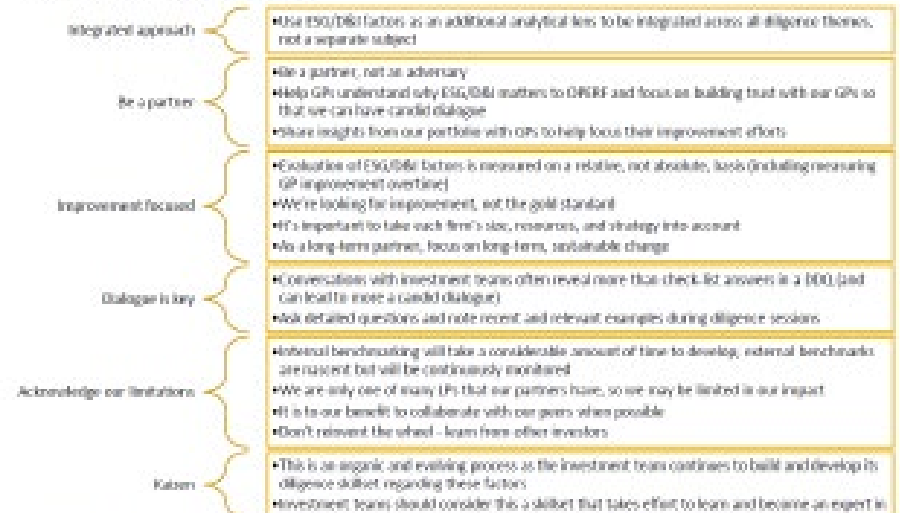 Integrated approach
•Use ESG/D&I factors as an additional analytical lens to be integrated across all diligence themes,
not a separate subject
Be a partner
•Be a partner, not an adversary
•Help GPs understand why ESG/D&I matters to OPERF and focus on building trust with our GPs so
that we can have candid dialogue
•Share insights from our portfolio with GPs to help focus their improvement efforts
Improvement focused
•Evaluation of ESG/D&I factors is measured on a relative, not absolute, basis (including measuring
GP improvement overtime)
•We're looking for improvement, not the gold standard
•It's important to take each firm's size, resources, and strategy into account
•As a long-term partner, focus on long-term, sustainable change
Dialogue is key
•Conversations with investment teams often reveal more than check-list answers in a DDQ (and
can lead to more a candid dialogue)
•Ask detailed questions and note recent and relevant examples during diligence sessions
Acknowledge our limitations
•Internal benchmarking will take a considerable amount of time to develop; external benchmarks
are nascent but will be continuously monitored
•We are only one of many LPs that our partners have, so we may be limited in our impact
•It is to our benefit to collaborate with our peers when possible
•Don't reinvent the wheel - learn from other investors
Kaizen
•This is an organic and evolving process as the investment team continues to build and develop its
diligence skillset regarding these factors
•Investment teams should consider this a skillset that takes effort to learn and become an expert in